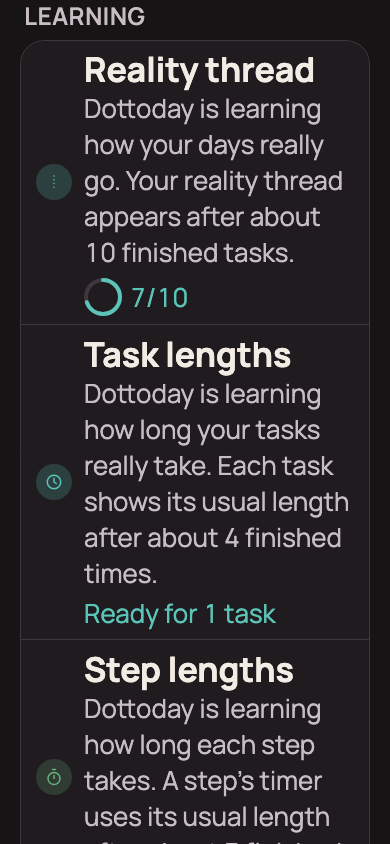 LEARNING
Reality thread
Dottoday is learning
how your days really
go. Your reality thread
appears after about
10 finished tasks.
7/10
Task lengths
Dottoday is learning
how long your tasks
really take. Each task
shows its usual length
after about 4 finished
times.
Ready for 1 task
Step lengths
Dottoday is learning
how long each step
takes. A step's timer
uses its usual length